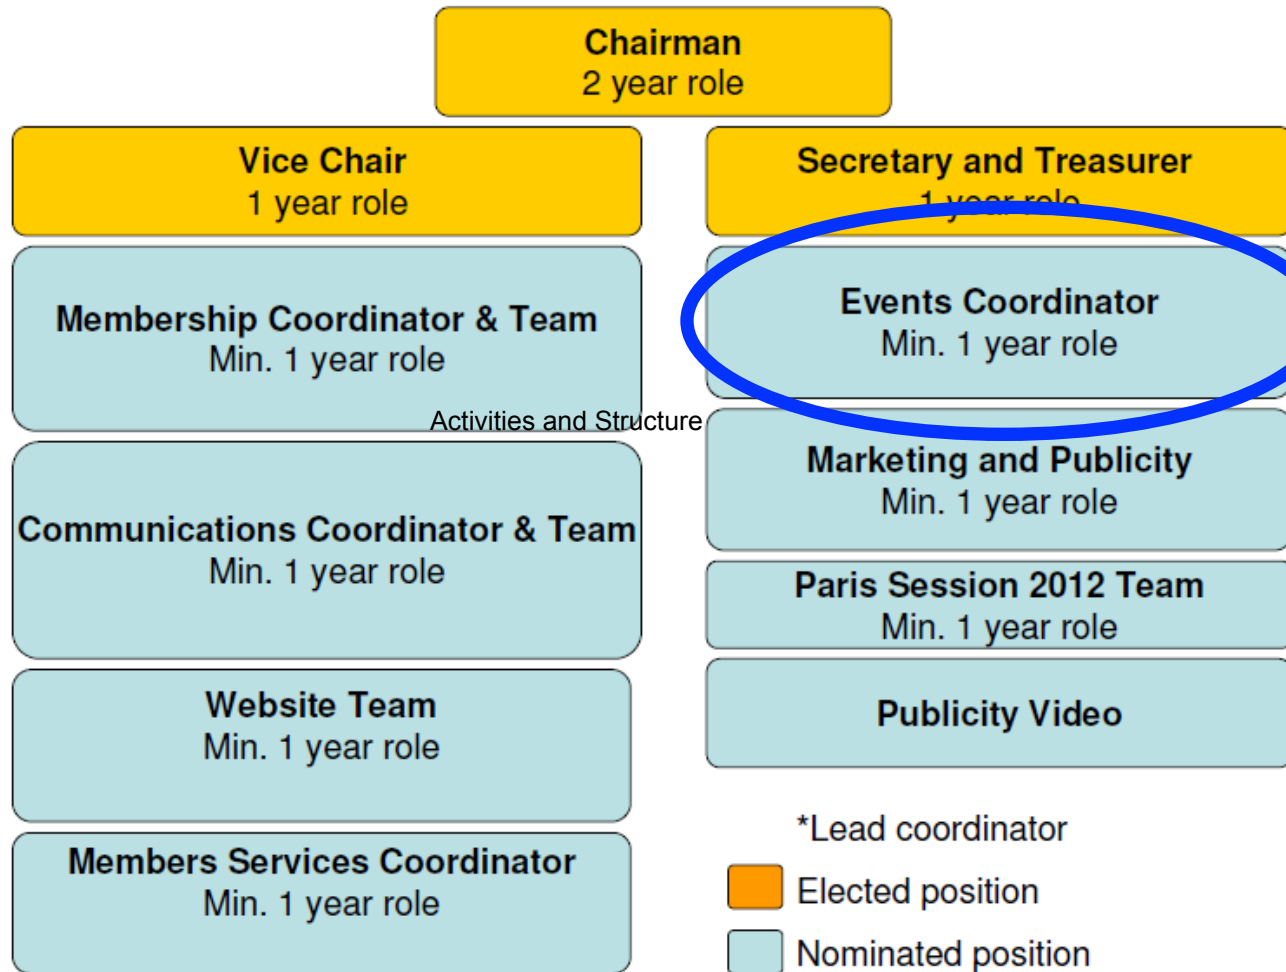 Chairman
2 year role
Vice Chair
1 year role
Secretary and Treasurer
1 year role
Membership Coordinator & Team
Min. 1 year role
Events Coordinator
Min. 1 year role
Activities and Structure
Communications Coordinator & Team
Min. 1 year role
Marketing and Publicity
Min. 1 year role
Paris Session 2012 Team
Min. 1 year role
Website Team
Min. 1 year role
Publicity Video
Members Services Coordinator
Min. 1 year role
*Lead coordinator
Elected position
Nominated position